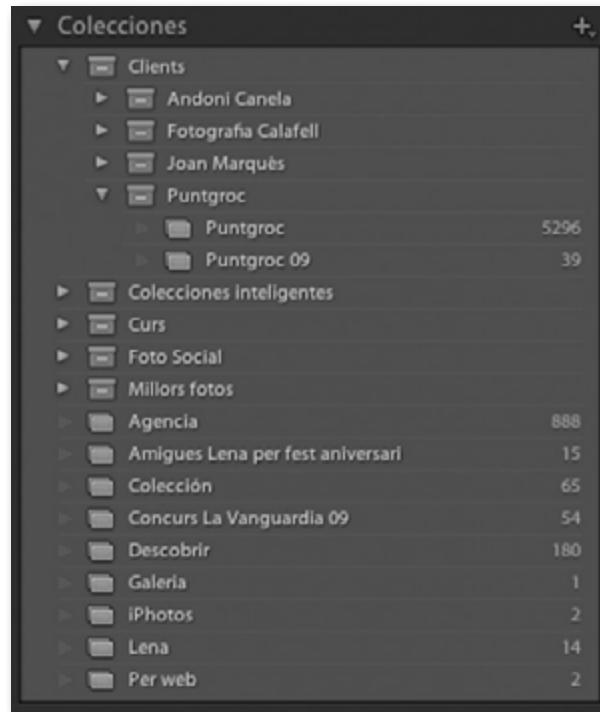 Colecciones
Clients
Andoni Canela
Fotografia Calafell
Joan Marquès
Puntgroc
Puntgroc 5296
Puntgroc 09 39
Colecciones inteligentes
Curs
Foto Social
Millors fotos
Agencia 888
Amigues Lena per fest aniversari 15
Colección 65
Concurs La Vanguardia 09 54
Descobrir 180
Galeria 1
iPhotos 2
Lena 14
Per web 2